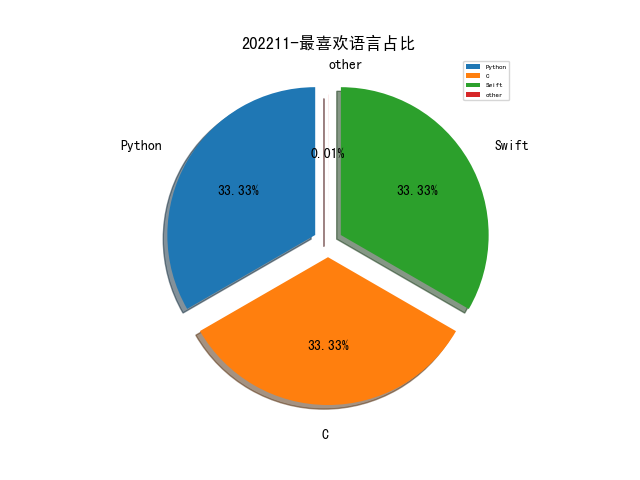 202211-最喜欢语言占比
other
Python
C
Swift
other
Python
Swift
0.01%
33.33%
33.33%
33.33%
C